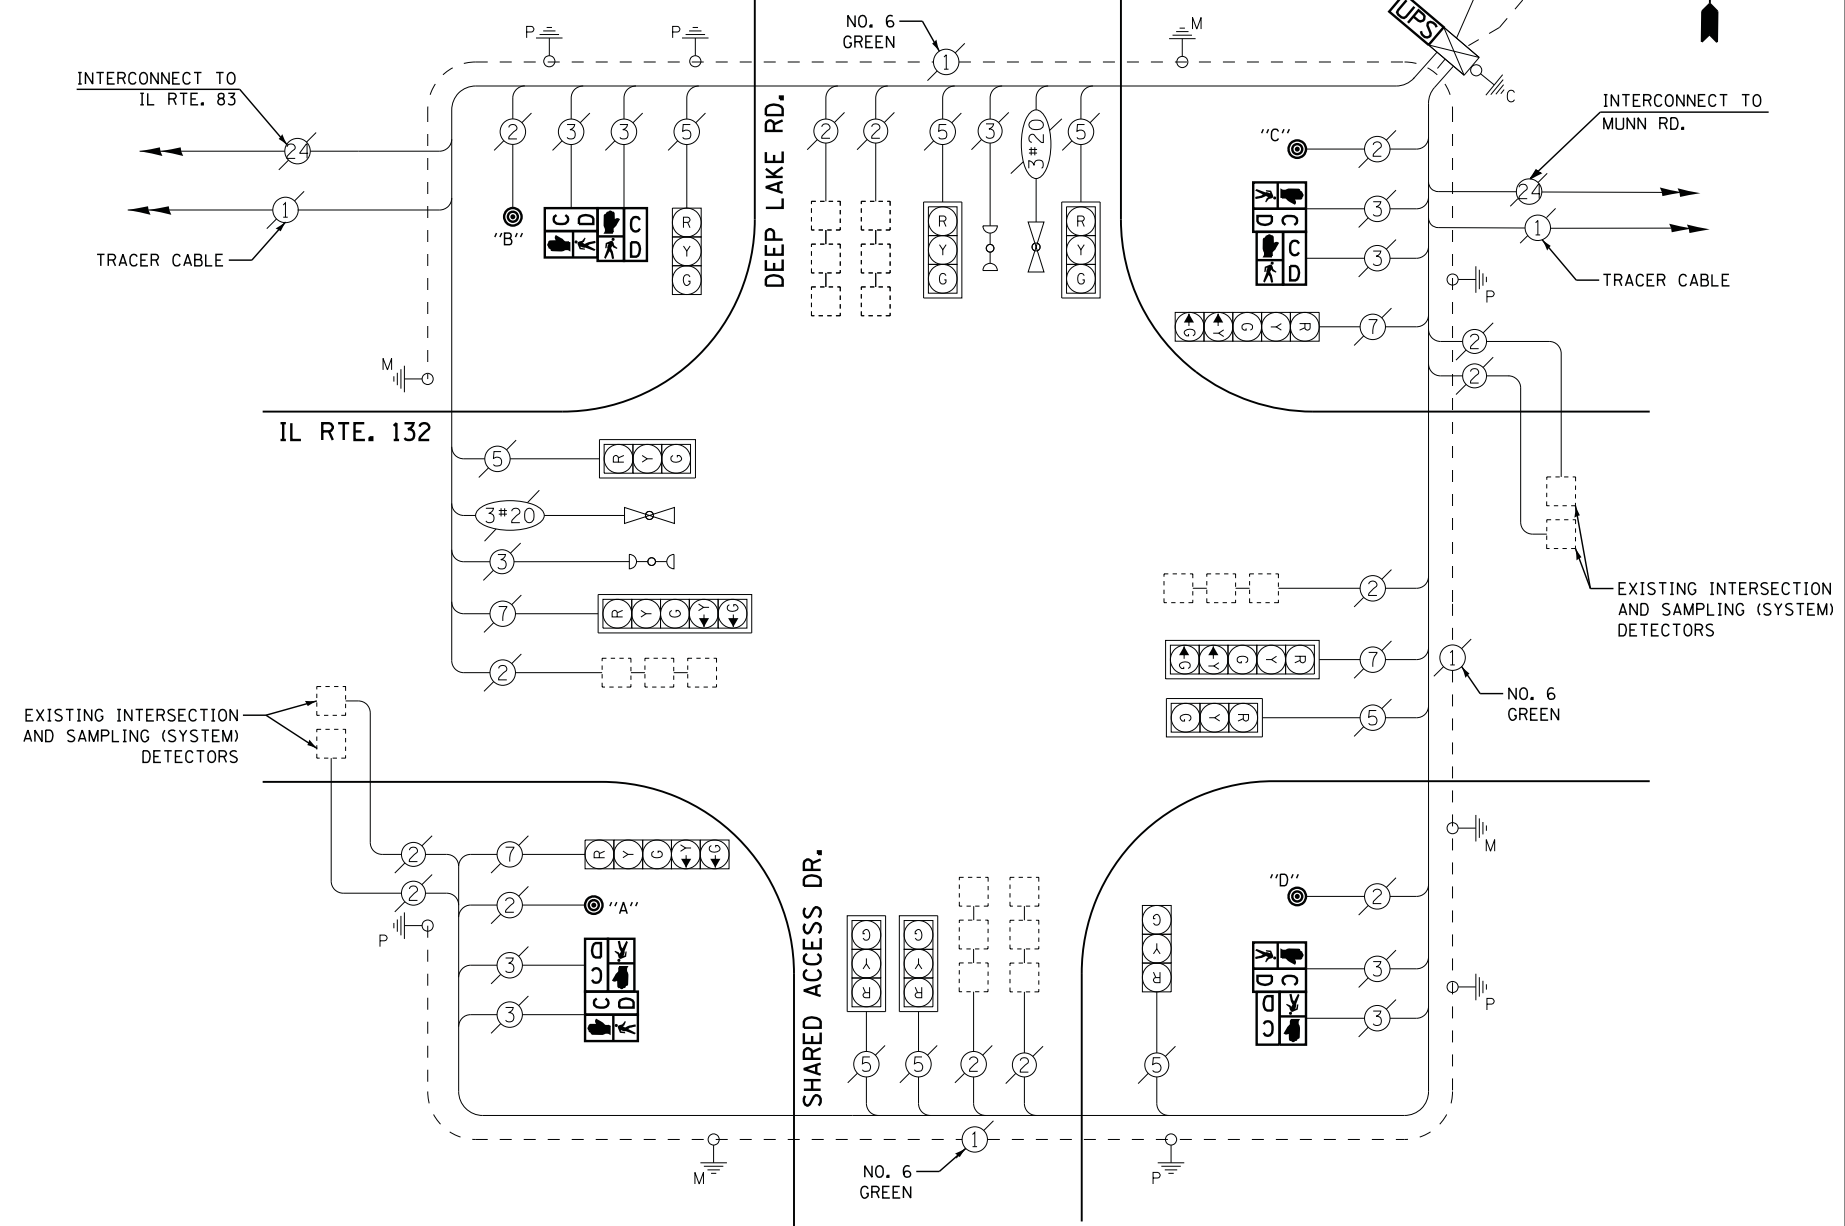 NO. 6
GREEN
P
P
M
UPS
C
INTERCONNECT TO
IL RTE. 83
24
1
TRACER CABLE
1
INTERCONNECT TO
MUNN RD.
24
1
TRACER CABLE
2
3
3
5
"B"
C D
C D
R
Y
G
DEEP LAKE RD.
2
2
5
3
3#20
5
R
Y
G
R
Y
G
"C"
2
3
C D
3
C D
G Y G Y R
7
P
2
2
M
IL RTE. 132
5
R Y G
3#20
3
7
R Y G Y G
2
2
G Y G Y R
7
G Y R
5
1
NO. 6
GREEN
EXISTING INTERSECTION
AND SAMPLING (SYSTEM)
DETECTORS
EXISTING INTERSECTION
AND SAMPLING (SYSTEM)
DETECTORS
2
7
R Y G Y G
2
2
"A"
P
3
C D
3
C D
SHARED ACCESS DR.
G
Y
R
G
Y
R
5
5
2
2
G
Y
R
5
M
"D"
2
3
C D
3
C D
P
M
1
NO. 6
GREEN
P